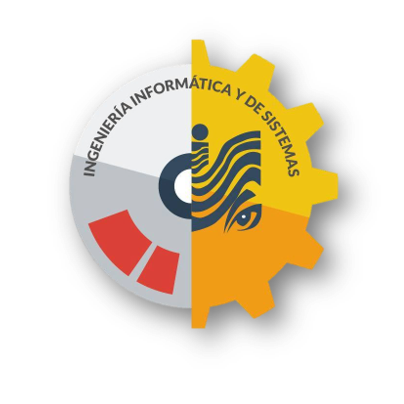 INGENIERÍA INFORMÁTICA Y DE SISTEMAS